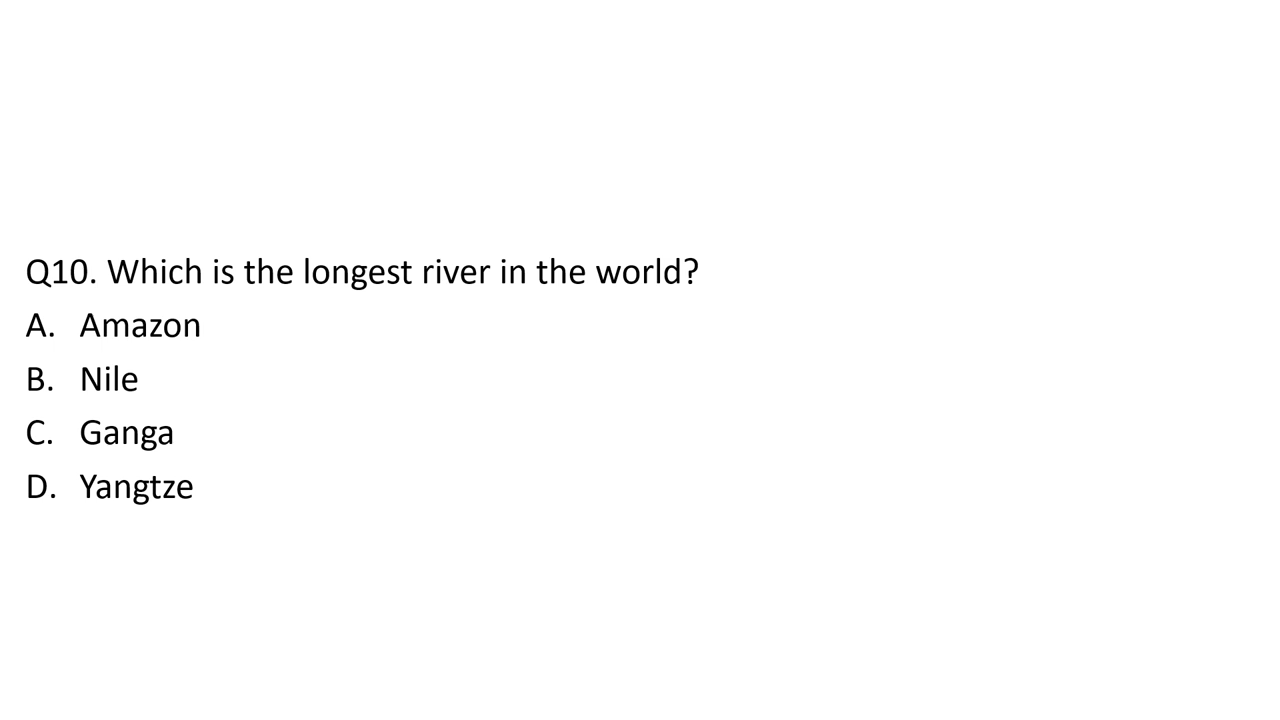 Q10. Which is the longest river in the world?
A. Amazon
B. Nile
C. Ganga
D. Yangtze